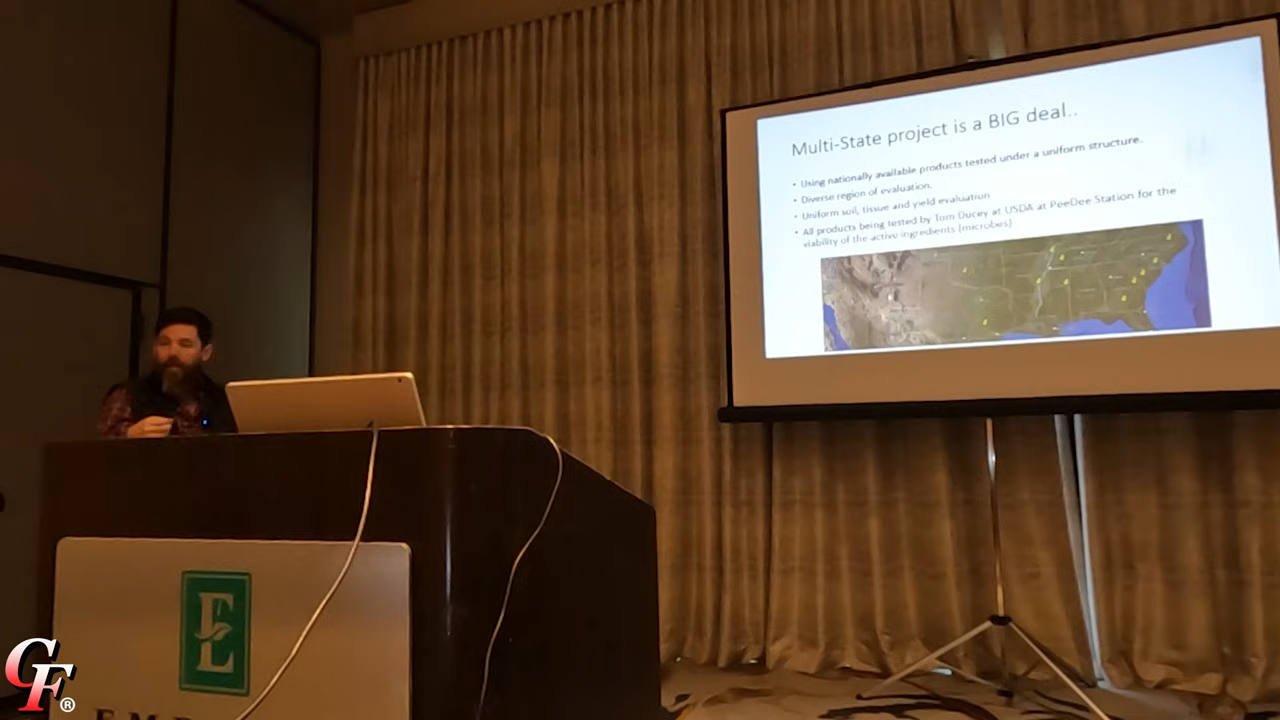 Multi-State project is a BIG deal..
• Using nationally available products tested under a uniform structure.
• Diverse region of evaluation.
• Uniform soil, tissue and yield evaluation
• All products being tested by Tom Ducey at USDA at PeeDee Station for the
viability of the active ingredients (microbes)
EL
CF®